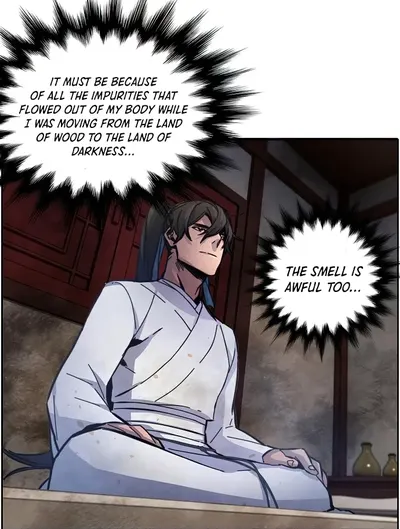 IT MUST BE BECAUSE
OF ALL THE IMPURITIES THAT
FLOWED OUT OF MY BODY WHILE
I WAS MOVING FROM THE LAND
OF WOOD TO THE LAND OF
DARKNESS...
THE SMELL IS
AWFUL TOO...